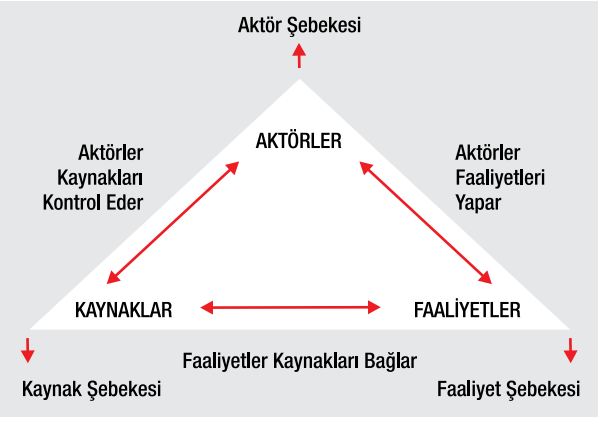 Aktör Şebekesi
AKTÖRLER
Aktörler
Kaynakları
Kontrol Eder
Aktörler
Faaliyetleri
Yapar
KAYNAKLAR
FAALİYETLER
Faaliyetler Kaynakları Bağlar
Kaynak Şebekesi
Faaliyet Şebekesi